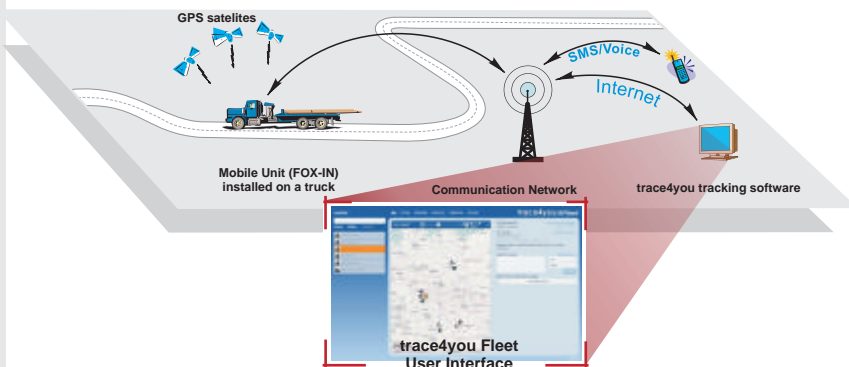 GPS satelites
SMS/Voice
Internet
Mobile Unit (FOX-IN)
installed on a truck
Communication Network
trace4you tracking software
trace4you
trace4you Fleet
User Interface